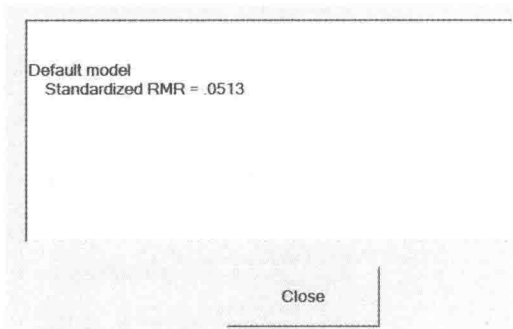 Default model
Standardized RMR = .0513
Close